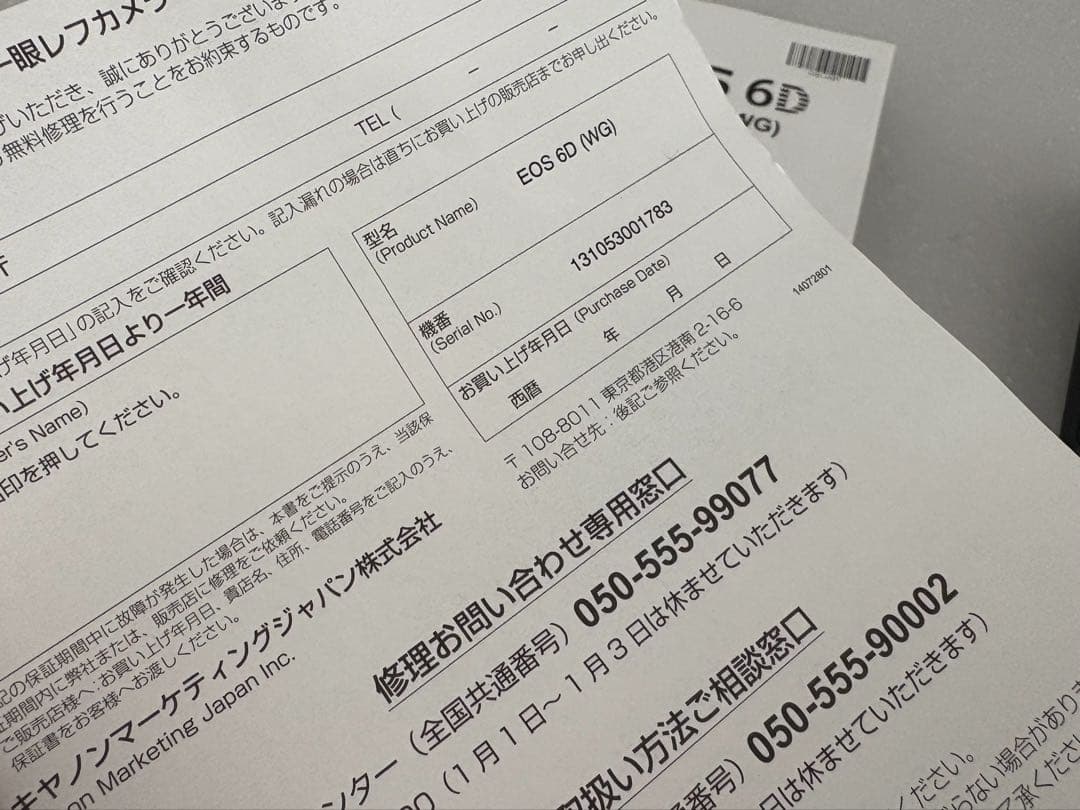 一眼レフカメラ
いただき、誠にありがとうございま
無料修理を行うことをお約束するものです。
TEL (
－
－
記入漏れの場合は直ちにお買い上げの販売店までお申し出ください。
げ年月日」の記入をご確認ください。
い上げ年月日より一年間
er's Name)
印を押してください。
型名
(Product Name)
EOS 6D (WG)
機番
(Serial No.)
131053001783
お買い上げ年月日 (Purchase Date)
西暦 年 月 日
14072801
〒108-8011 東京都港区港南 2-16-6
お問い合せ先：後記ご参照ください。
記の保証期間中に故障が発生した場合は、本書をご提示のうえ、当該保
証期間内に弊社または、販売店に修理をご依頼ください。
ご販売店様へ:お買い上げ年月日、貴店名、住所、電話番号をご記入のうえ、
保証書をお客様へお渡しください。
キヤノンマーケティングジャパン株式会社
on Marketing Japan Inc.
修理お問い合わせ専用窓口
ンター（全国共通番号）050-555-99077
00（1月1日～1月3日は休ませていただきます）
取扱い方法ご相談窓口
番号）050-555-90002
日は休ませていただきます）
ください。
らない場合があり
承くださ
6D
WG)